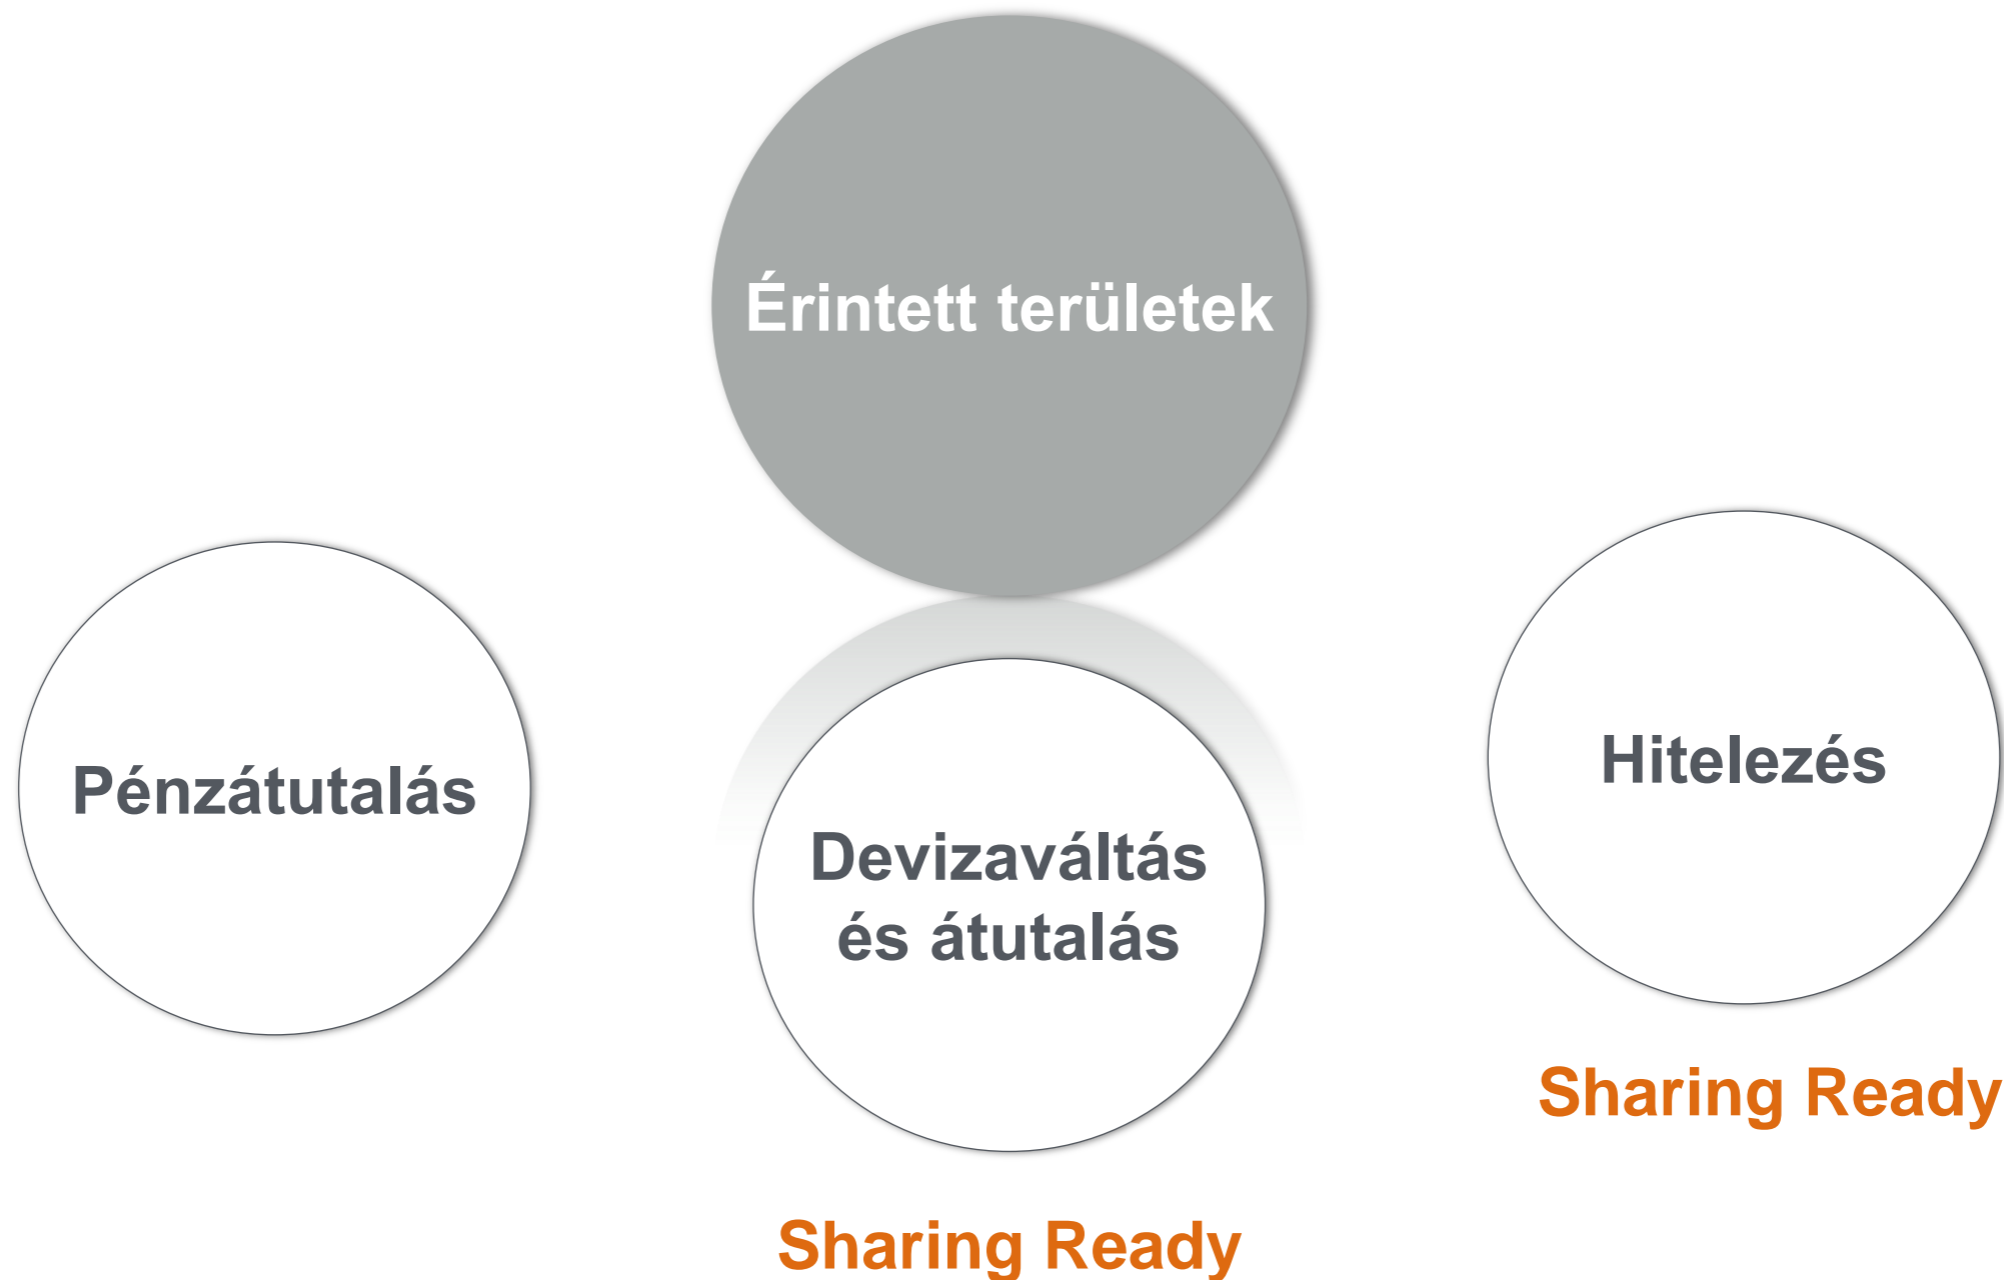 Érintett területek
Pénzátutalás
Devizaváltás
és átutalás
Hitelezés
Sharing Ready
Sharing Ready